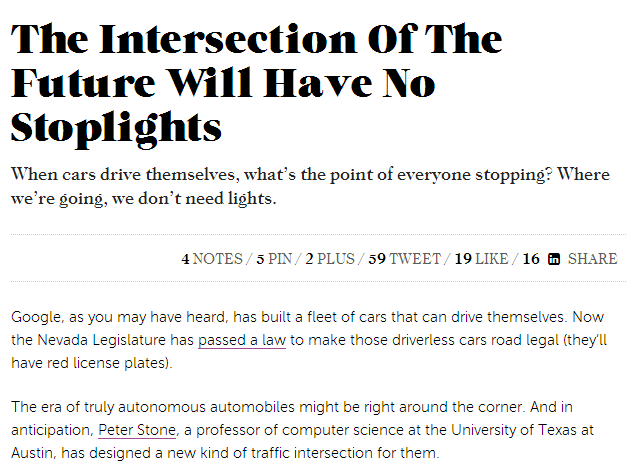 The Intersection Of The
Future Will Have No
Stoplights
When cars drive themselves, what's the point of everyone stopping? Where
we're going, we don't need lights.
4 NOTES / 5 PIN / 2 PLUS / 59 TWEET / 19 LIKE / 16 in SHARE
Google, as you may have heard, has built a fleet of cars that can drive themselves. Now
the Nevada Legislature has passed a law to make those driverless cars road legal (they'll
have red license plates).
The era of truly autonomous automobiles might be right around the corner. And in
anticipation, Peter Stone, a professor of computer science at the University of Texas at
Austin, has designed a new kind of traffic intersection for them.